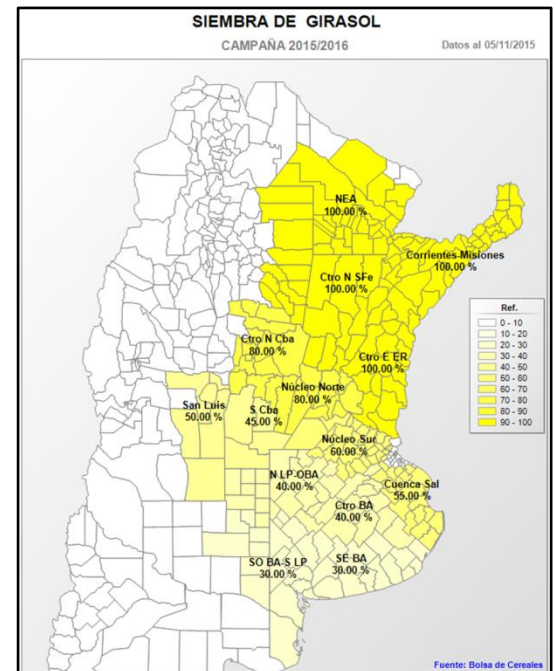 SIEMBRA DE GIRASOL
CAMPAÑA 2015/2016
Datos al 05/11/2015
NEA
100.00 %
Corrientes-Misiones
100.00 %
Ctro N SFe
100.00 %
Ctro N Cba
80.00 %
Ctro E ER
100.00 %
Núcleo Norte
80.00 %
San Luis
50.00 %
S Cba
45.00 %
Núcleo Sur
60.00 %
N LP-OBA
40.00 %
Cuenca Sal
55.00 %
Ctro BA
40.00 %
SO BA-S LP
30.00 %
SE BA
30.00 %
Ref.
0 - 10
10 - 20
20 - 30
30 - 40
40 - 50
50 - 60
60 - 70
70 - 80
80 - 90
90 - 100
Fuente: Bolsa de Cereales